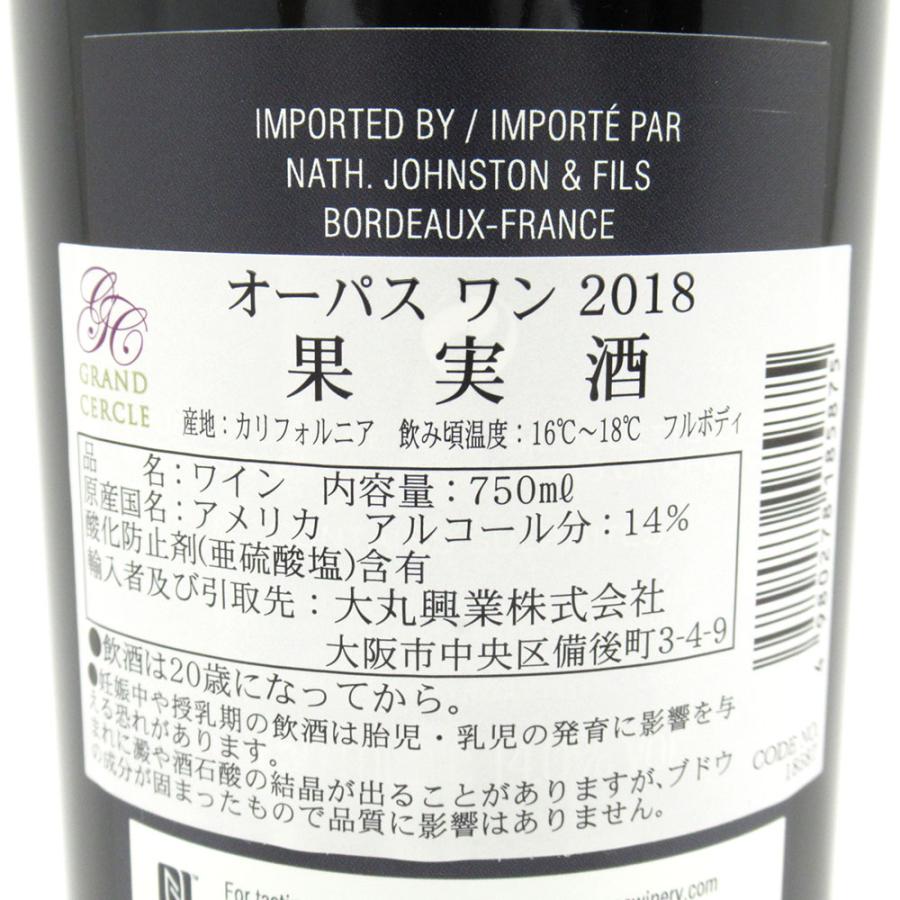 IMPORTED BY / IMPORTÉ PAR
NATH. JOHNSTON & FILS
BORDEAUX-FRANCE
GC
GRAND
CERCLE
オーパス ワン 2018
果実酒
産地：カリフォルニア 飲み頃温度：16℃～18℃ フルボディ
品名：ワイン 内容量：750mℓ
原産国名：アメリカ アルコール分：14%
酸化防止剤(亜硫酸塩)含有
輸入者及び引取先：大丸興業株式会社
大阪市中央区備後町3-4-9
●飲酒は20歳になってから。
●妊娠中や授乳期の飲酒は胎児・乳児の発育に影響を与
える恐れがあります。
まれに澱や酒石酸の結晶が出ることがありますが、ブドウ
の成分が固まったもので品質に影響はありません。
4 980278 185875
CODE NO.
N™
For